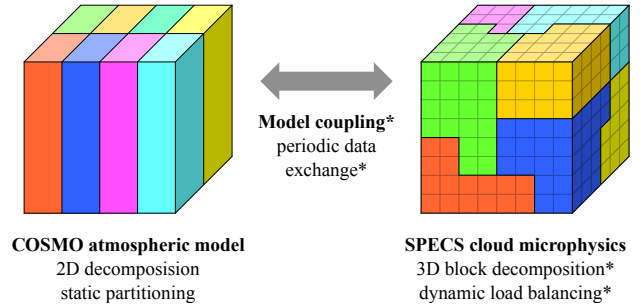 Model coupling*
periodic data
exchange*
COSMO atmospheric model
2D decomposision
static partitioning
SPECS cloud microphysics
3D block decomposition*
dynamic load balancing*